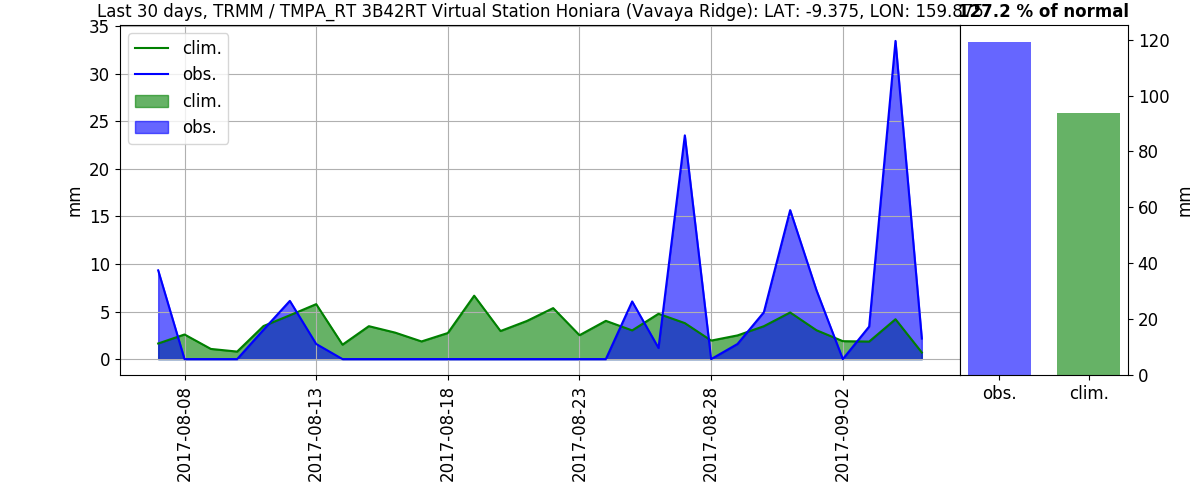 Last 30 days, TRMM / TMPA_RT 3B42RT Virtual Station Honiara (Vavaya Ridge): LAT: -9.375, LON: 159.875
127.2 % of normal
35
30
25
20
15
10
5
0
mm
clim.
obs.
clim.
obs.
2017-08-08
2017-08-13
2017-08-18
2017-08-23
2017-08-28
2017-09-02
120
100
80
60
40
20
0
mm
obs.
clim.